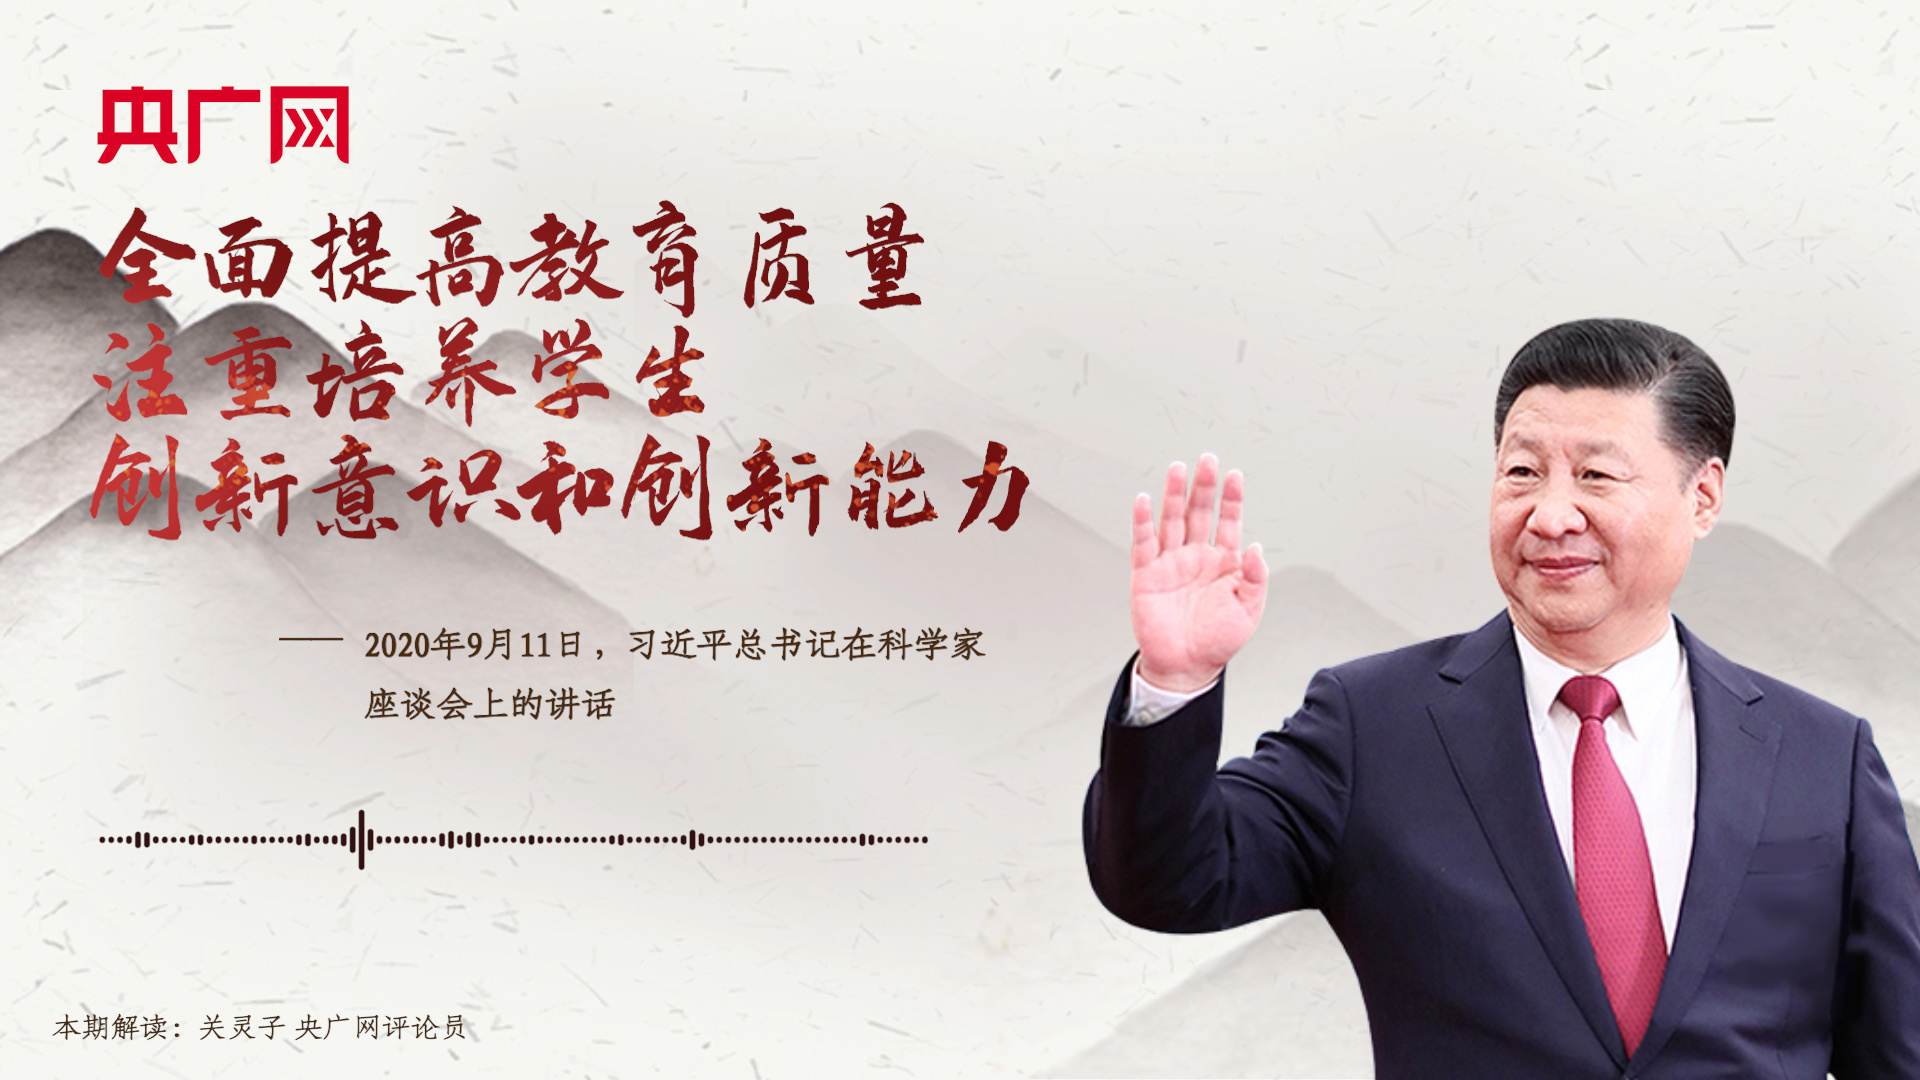 央广网
全面提高教育质量
注重培养学生
创新意识和创新能力
—— 2020年9月11日，习近平总书记在科学家
座谈会上的讲话
本期解读：关灵子 央广网评论员